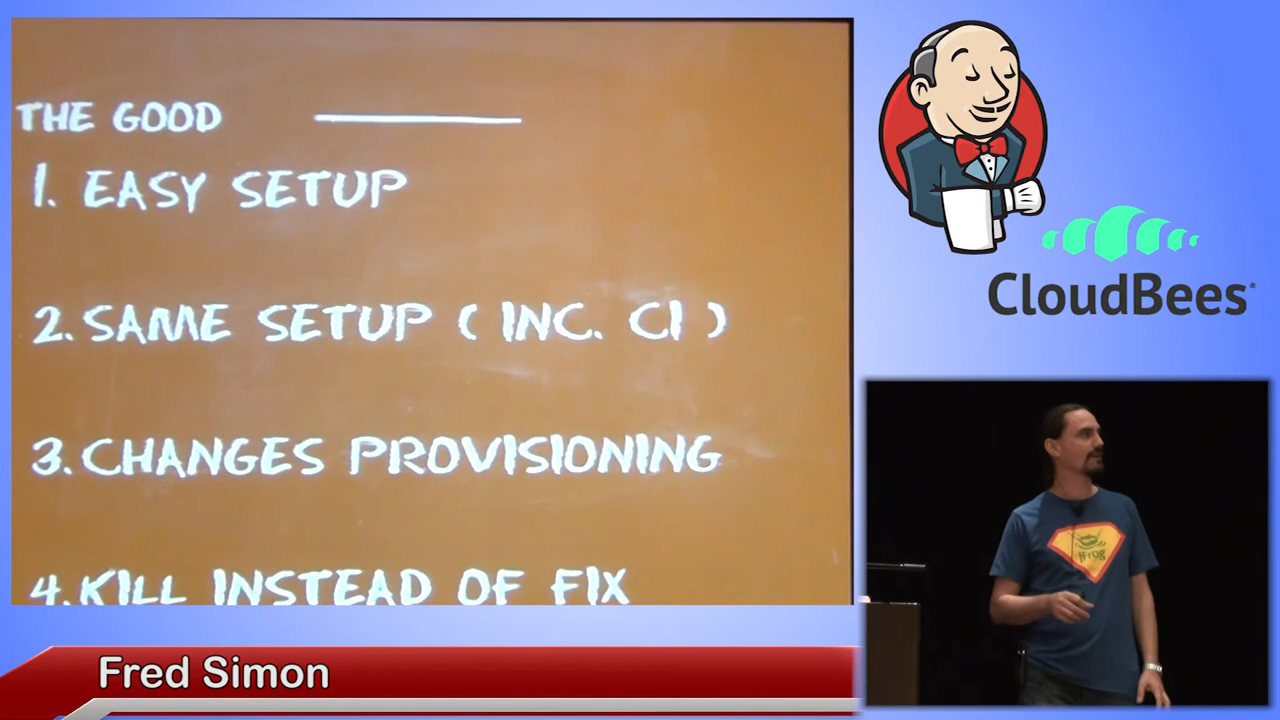 THE GOOD
1. EASY SETUP
2. SAME SETUP ( INC. CI )
3. CHANGES PROVISIONING
4. KILL INSTEAD OF FIX
CloudBees
jFrog
Fred Simon